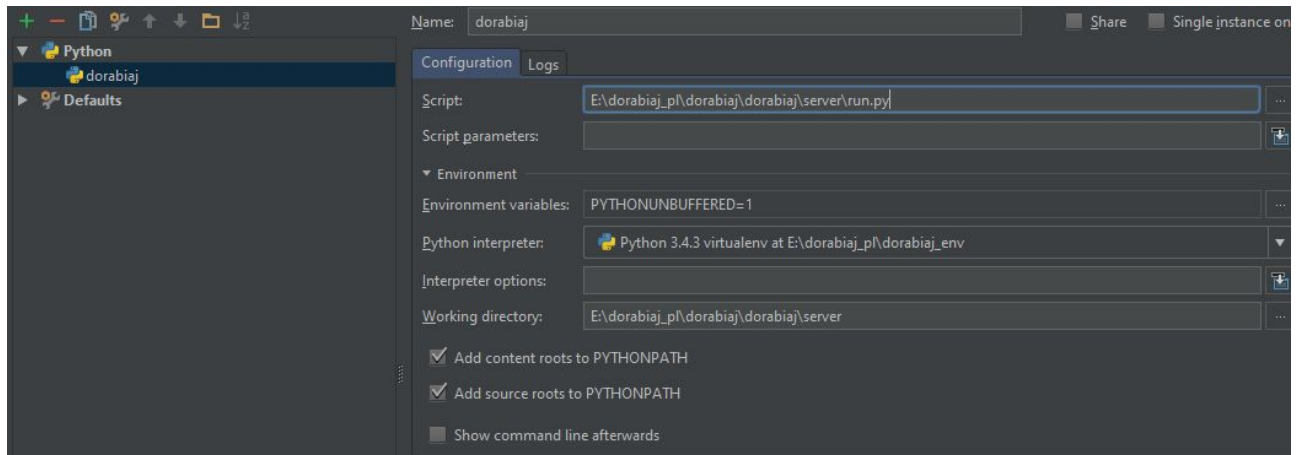 Name: dorabiaj Share Single instance on
Python
dorabiaj
Defaults
Configuration Logs
Script: E:\dorabiaj_pl\dorabiaj\dorabiaj\server\run.py
Script parameters:
Environment
Environment variables: PYTHONUNBUFFERED=1
Python interpreter: Python 3.4.3 virtualenv at E:\dorabiaj_pl\dorabiaj_env
Interpreter options:
Working directory: E:\dorabiaj_pl\dorabiaj\dorabiaj\server
Add content roots to PYTHONPATH
Add source roots to PYTHONPATH
Show command line afterwards